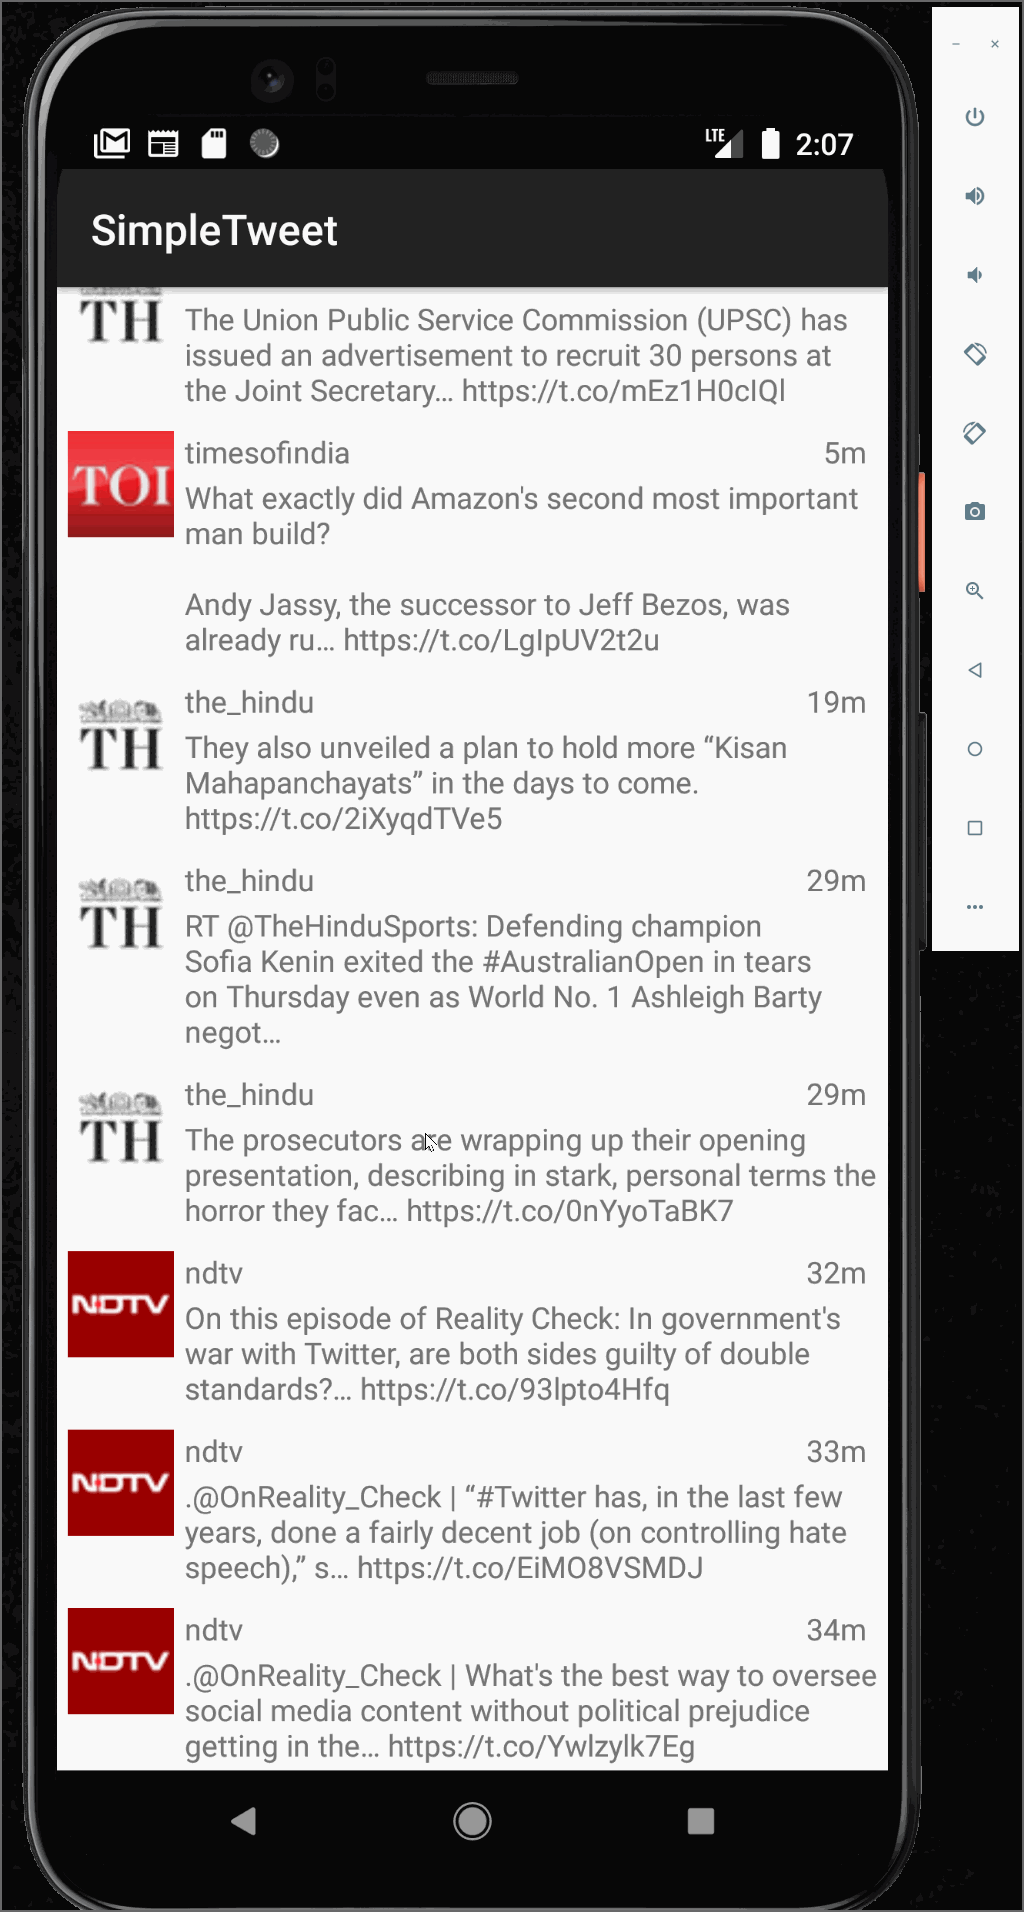 LTE 2:07
SimpleTweet
TH
The Union Public Service Commission (UPSC) has
issued an advertisement to recruit 30 persons at
the Joint Secretary... https://t.co/mEz1H0cIQl
TOI
timesofindia 5m
What exactly did Amazon's second most important
man build?
Andy Jassy, the successor to Jeff Bezos, was
already ru... https://t.co/LgIpUV2t2u
TH
the_hindu 19m
They also unveiled a plan to hold more “Kisan
Mahapanchayats” in the days to come.
https://t.co/2iXyqdTVe5
TH
the_hindu 29m
RT @TheHinduSports: Defending champion
Sofia Kenin exited the #AustralianOpen in tears
on Thursday even as World No. 1 Ashleigh Barty
negot...
TH
the_hindu 29m
The prosecutors are wrapping up their opening
presentation, describing in stark, personal terms the
horror they fac... https://t.co/0nYyoTaBK7
NDTV
ndtv 32m
On this episode of Reality Check: In government's
war with Twitter, are both sides guilty of double
standards?... https://t.co/93lpto4Hfq
NDTV
ndtv 33m
.@OnReality_Check | “#Twitter has, in the last few
years, done a fairly decent job (on controlling hate
speech),” s... https://t.co/EiMO8VSMDJ
NDTV
ndtv 34m
.@OnReality_Check | What's the best way to oversee
social media content without political prejudice
getting in the... https://t.co/Ywlzylk7Eg